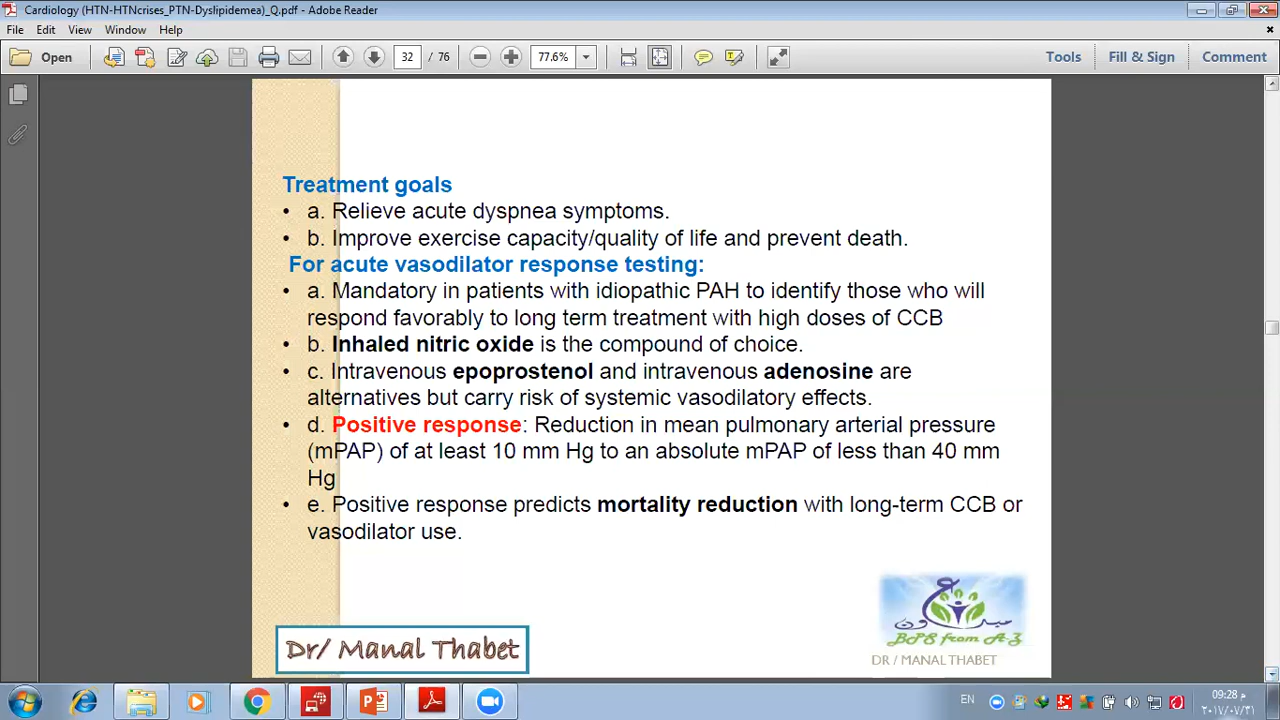 Cardiology (HTN-HTNcrises_PTN-Dyslipidemea)_Q.pdf - Adobe Reader
File Edit View Window Help
Open 32 / 76 77.6% Tools Fill & Sign Comment
Treatment goals
• a. Relieve acute dyspnea symptoms.
• b. Improve exercise capacity/quality of life and prevent death.
For acute vasodilator response testing:
• a. Mandatory in patients with idiopathic PAH to identify those who will
respond favorably to long term treatment with high doses of CCB
• b. Inhaled nitric oxide is the compound of choice.
• c. Intravenous epoprostenol and intravenous adenosine are
alternatives but carry risk of systemic vasodilatory effects.
• d. Positive response: Reduction in mean pulmonary arterial pressure
(mPAP) of at least 10 mm Hg to an absolute mPAP of less than 40 mm
Hg
• e. Positive response predicts mortality reduction with long-term CCB or
vasodilator use.
Dr/ Manal Thabet
BPS from A-Z
DR / MANAL THABET
EN
09:28 م
٢٠١٧/٠٧/٣١